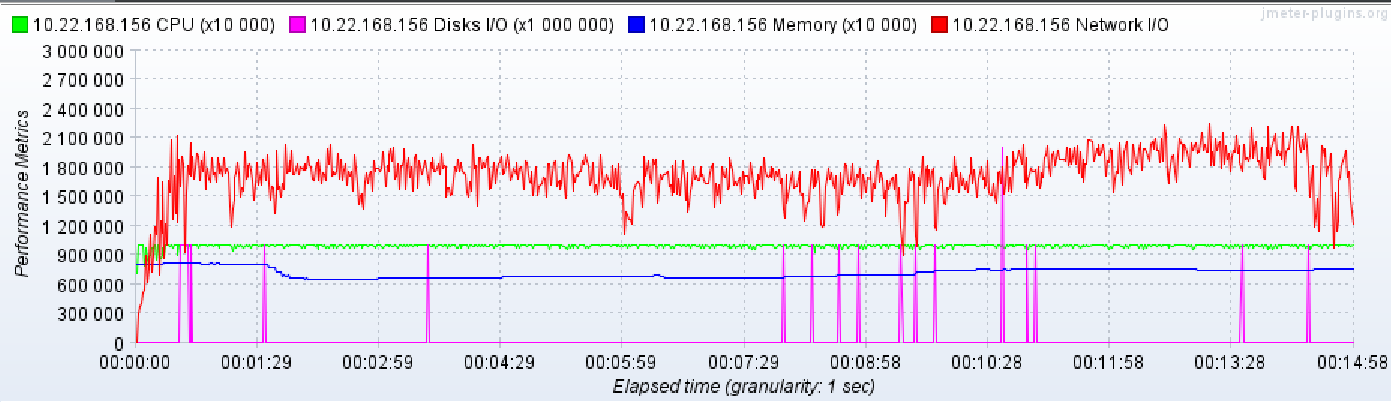 jmeter-plugins.org
10.22.168.156 CPU (x10 000) 10.22.168.156 Disks I/O (x1 000 000) 10.22.168.156 Memory (x10 000) 10.22.168.156 Network I/O
Performance Metrics
3 000 000
2 700 000
2 400 000
2 100 000
1 800 000
1 500 000
1 200 000
900 000
600 000
300 000
0
00:00:00 00:01:29 00:02:59 00:04:29 00:05:59 00:07:29 00:08:58 00:10:28 00:11:58 00:13:28 00:14:58
Elapsed time (granularity: 1 sec)